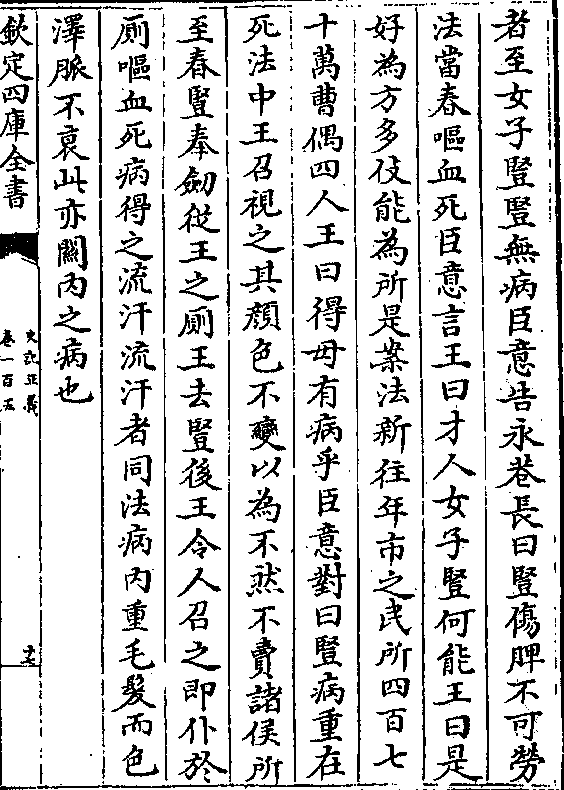 者至女子豎豎無病臣意告永巷長曰豎傷脾不可勞
法當春嘔血死臣意言王曰才人女子豎何能王曰是
好為方多伎能為所是案法新往年市之民所四百七
十萬曹偶四人王曰得毋有病乎臣意對曰豎病重在
死法中王召視之其顏色不變以為不然不賣諸侯所
至春豎奉劒從王之厠王去豎後王令人召之即仆於
厠嘔血死病得之流汗流汗者同法病內重毛髮而色
澤脈不衰此亦關內之病也
欽定四庫全書
史記正義
卷一百五